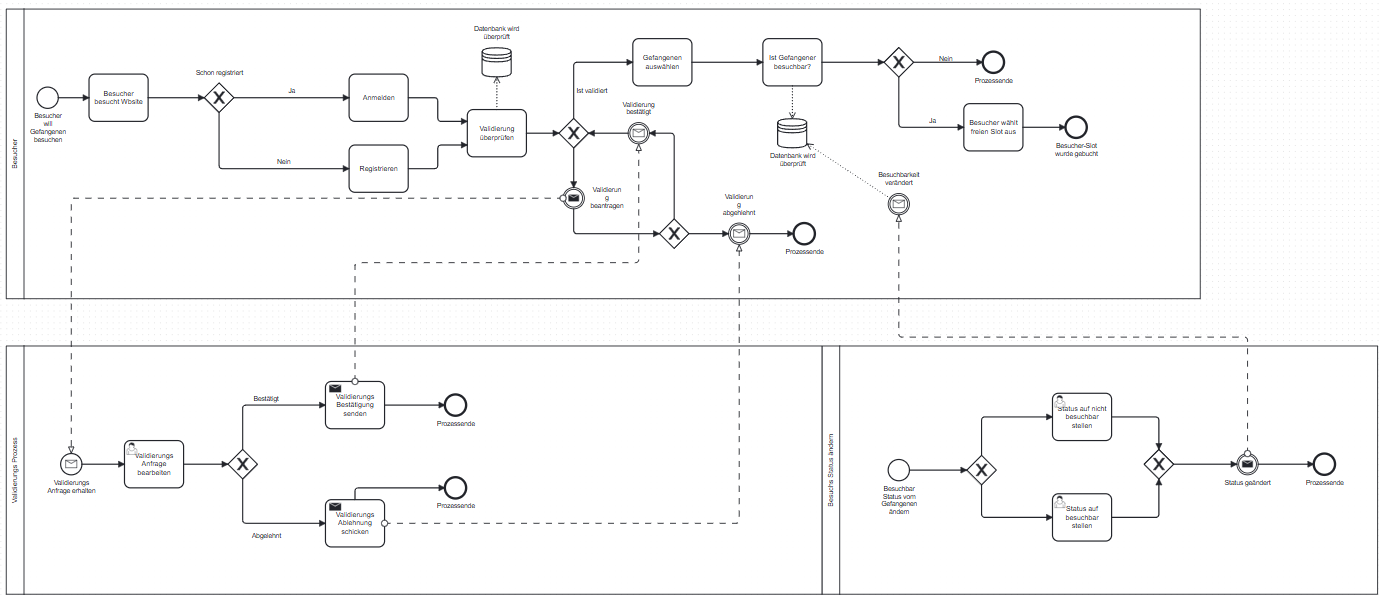 Besucher
Besucher
will
Gefangenen
besuchen
Besucher
besucht Wbsite
Schon registriert
Ja
Nein
Anmelden
Registrieren
Datenbank wird
überprüft
Validierung
überprüfen
Ist validiert
Validierun
g
beantragen
Validierung
bestätigt
Gefangenen
auswählen
Validierun
g
abgelehnt
Prozessende
Ist Gefangener
besuchbar?
Datenbank wird
überprüft
Nein
Prozessende
Ja
Besucher wählt
freien Slot aus
Besucher-Slot
wurde gebucht
Besuchbarkeit
verändert
Validierungs Prozess
Validierungs
Anfrage erhalten
Validierungs
Anfrage
bearbeiten
Bestätigt
Abgelehnt
Validierungs
Bestätigung
senden
Prozessende
Validierungs
Ablehnung
schicken
Prozessende
Besuchs Status ändern
Besuchbar
Status vom
Gefangenen
ändern
Status auf nicht
besuchbar
stellen
Status auf
besuchbar
stellen
Status geändert
Prozessende